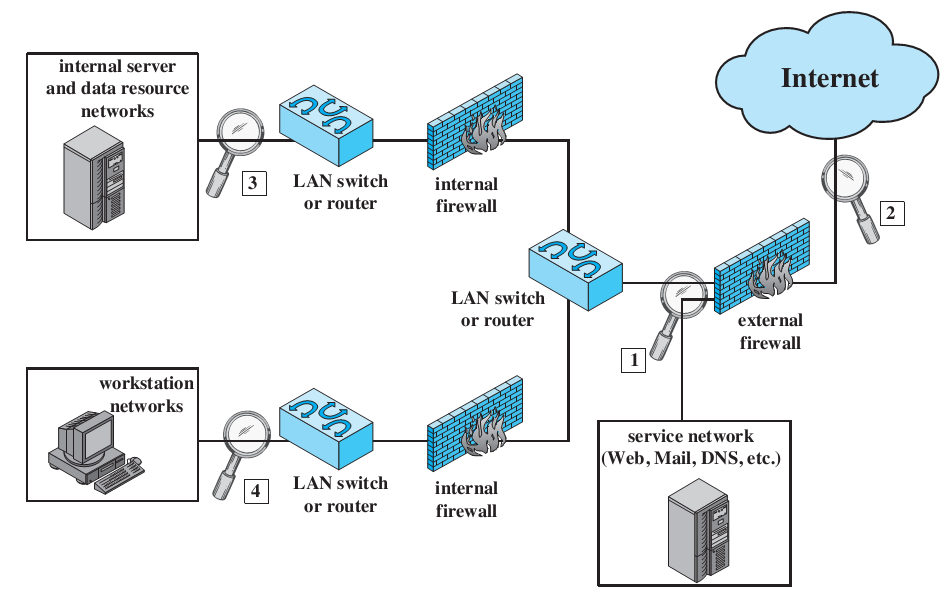 internal server
and data resource
networks
3
LAN switch
or router
internal
firewall
Internet
2
LAN switch
or router
1
external
firewall
workstation
networks
4
LAN switch
or router
internal
firewall
service network
(Web, Mail, DNS, etc.)